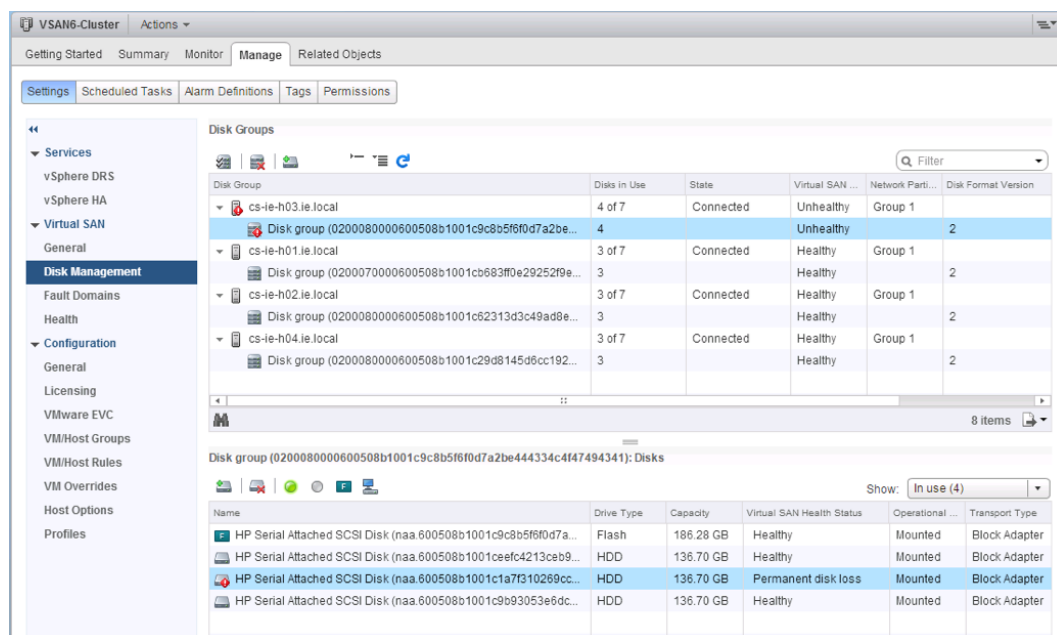 VSAN6-Cluster Actions
Getting Started Summary Monitor Manage Related Objects
Settings Scheduled Tasks Alarm Definitions Tags Permissions
Services
vSphere DRS
vSphere HA
Virtual SAN
General
Disk Management
Fault Domains
Health
Configuration
General
Licensing
VMware EVC
VM/Host Groups
VM/Host Rules
VM Overrides
Host Options
Profiles
Disk Groups
Filter
Disk Group Disks in Use State Virtual SAN ... Network Parti... Disk Format Version
cs-ie-h03.ie.local 4 of 7 Connected Unhealthy Group 1
Disk group (0200080000600508b1001c9c8b5f6f0d7a2be... 4 Unhealthy 2
cs-ie-h01.ie.local 3 of 7 Connected Healthy Group 1
Disk group (0200070000600508b1001cb683ff0e29252f9e... 3 Healthy 2
cs-ie-h02.ie.local 3 of 7 Connected Healthy Group 1
Disk group (0200080000600508b1001c62313d3c49ad8e... 3 Healthy 2
cs-ie-h04.ie.local 3 of 7 Connected Healthy Group 1
Disk group (0200080000600508b1001c29d8145d6cc192... 3 Healthy 2
8 items
Disk group (0200080000600508b1001c9c8b5f6f0d7a2be444334c4f47494341): Disks
F
Show: In use (4)
Name Drive Type Capacity Virtual SAN Health Status Operational ... Transport Type
F HP Serial Attached SCSI Disk (naa.600508b1001c9c8b5f6f0d7a... Flash 186.28 GB Healthy Mounted Block Adapter
HP Serial Attached SCSI Disk (naa.600508b1001ceefc4213ceb9... HDD 136.70 GB Healthy Mounted Block Adapter
HP Serial Attached SCSI Disk (naa.600508b1001c1a7f310269cc... HDD 136.70 GB Permanent disk loss Mounted Block Adapter
HP Serial Attached SCSI Disk (naa.600508b1001c9b93053e6dc... HDD 136.70 GB Healthy Mounted Block Adapter